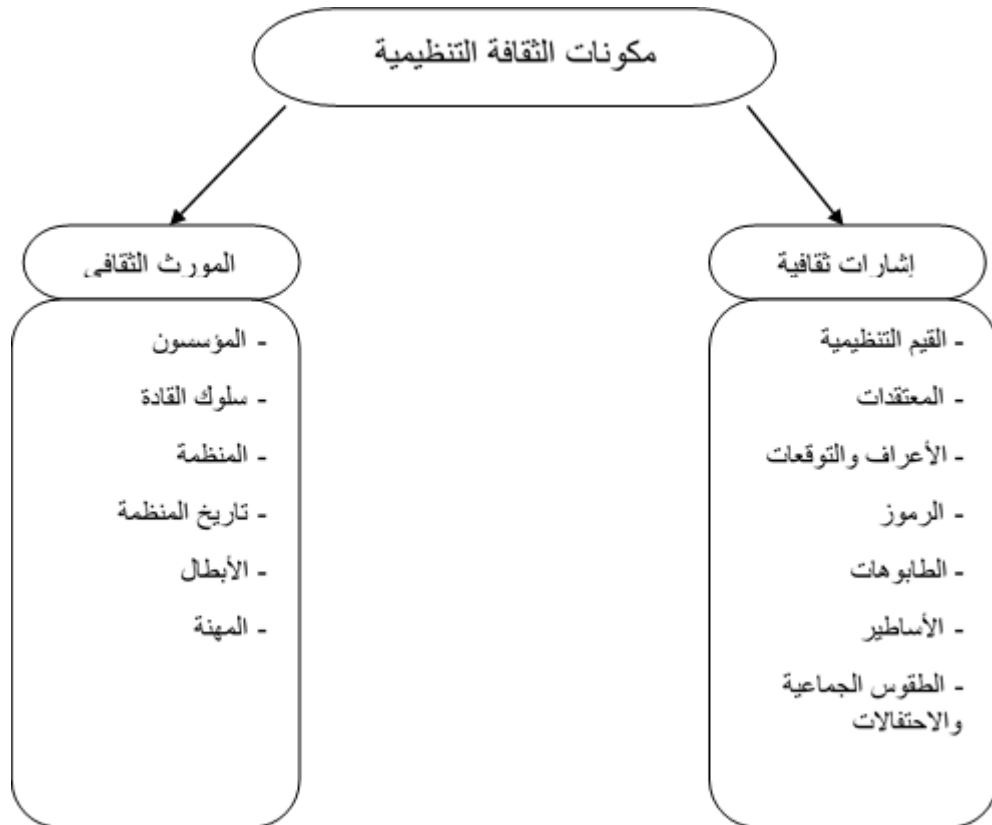 مكونات الثقافة التنظيمية
إشارات ثقافية
- القيم التنظيمية
- المعتقدات
- الأعراف والتوقعات
- الرموز
- الطابوهات
- الأساطير
- الطقوس الجماعية
والاحتفالات
المورث الثقافي
- المؤسسون
- سلوك القادة
- المنظمة
- تاريخ المنظمة
- الأبطال
- المهنة